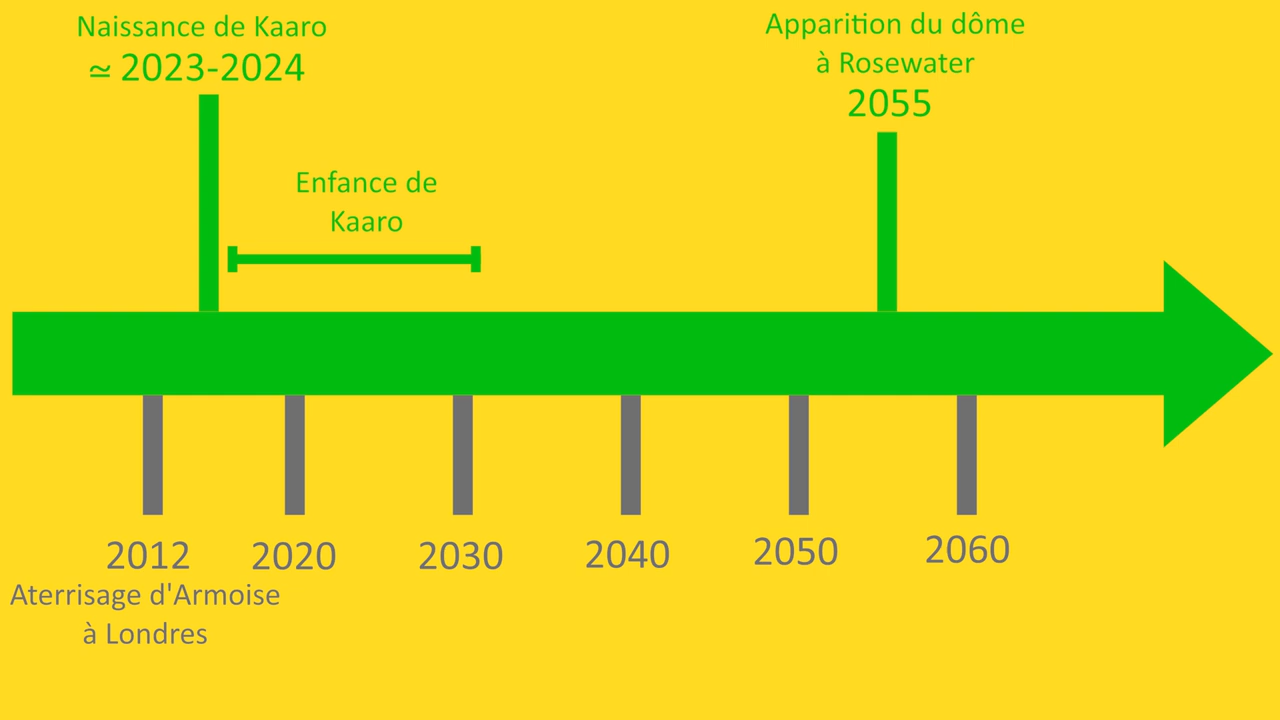 Naissance de Kaaro
≃ 2023-2024
Apparition du dôme
à Rosewater
2055
Enfance de
Kaaro
2012
2020
2030
2040
2050
2060
Aterrisage d'Armoise
à Londres